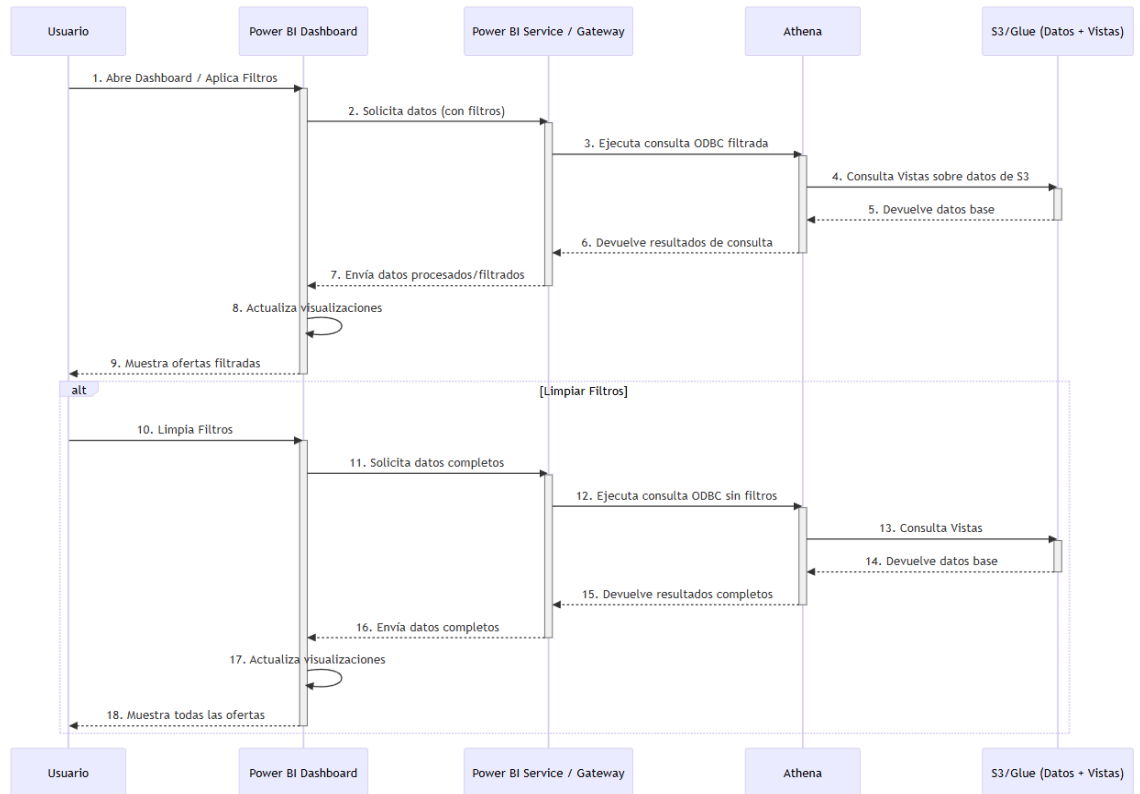 Usuario
Power BI Dashboard
Power BI Service / Gateway
Athena
S3/Glue (Datos + Vistas)
1. Abre Dashboard / Aplica Filtros
2. Solicita datos (con filtros)
3. Ejecuta consulta ODBC filtrada
4. Consulta Vistas sobre datos de S3
5. Devuelve datos base
6. Devuelve resultados de consulta
7. Envía datos procesados/filtrados
8. Actualiza visualizaciones
9. Muestra ofertas filtradas
alt
[Limpiar Filtros]
10. Limpia Filtros
11. Solicita datos completos
12. Ejecuta consulta ODBC sin filtros
13. Consulta Vistas
14. Devuelve datos base
15. Devuelve resultados completos
16. Envía datos completos
17. Actualiza visualizaciones
18. Muestra todas las ofertas
Usuario
Power BI Dashboard
Power BI Service / Gateway
Athena
S3/Glue (Datos + Vistas)